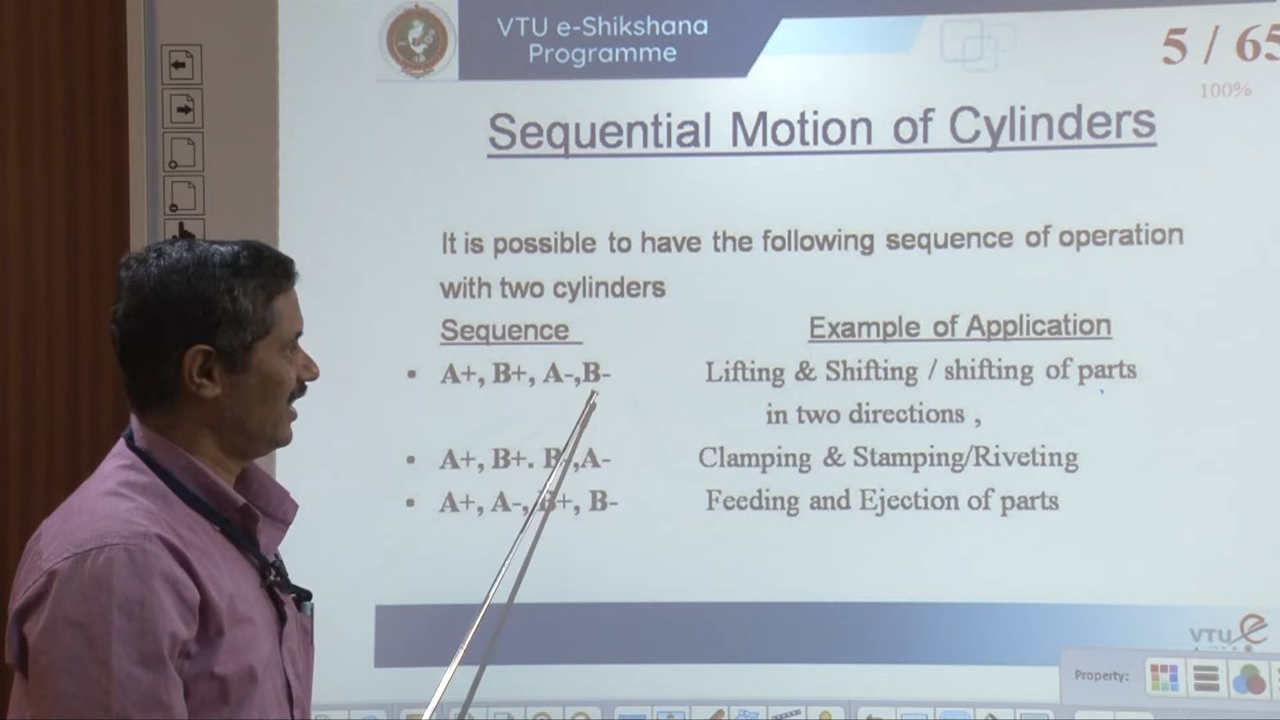 VTU e-Shikshana
Programme
5 / 65
100%
Sequential Motion of Cylinders
It is possible to have the following sequence of operation
with two cylinders
Sequence
Example of Application
• A+, B+, A-,B-
Lifting & Shifting / shifting of parts
in two directions ,
• A+, B+. B ,A-
Clamping & Stamping/Riveting
• A+, A-, B+, B-
Feeding and Ejection of parts
VTU e
Property: